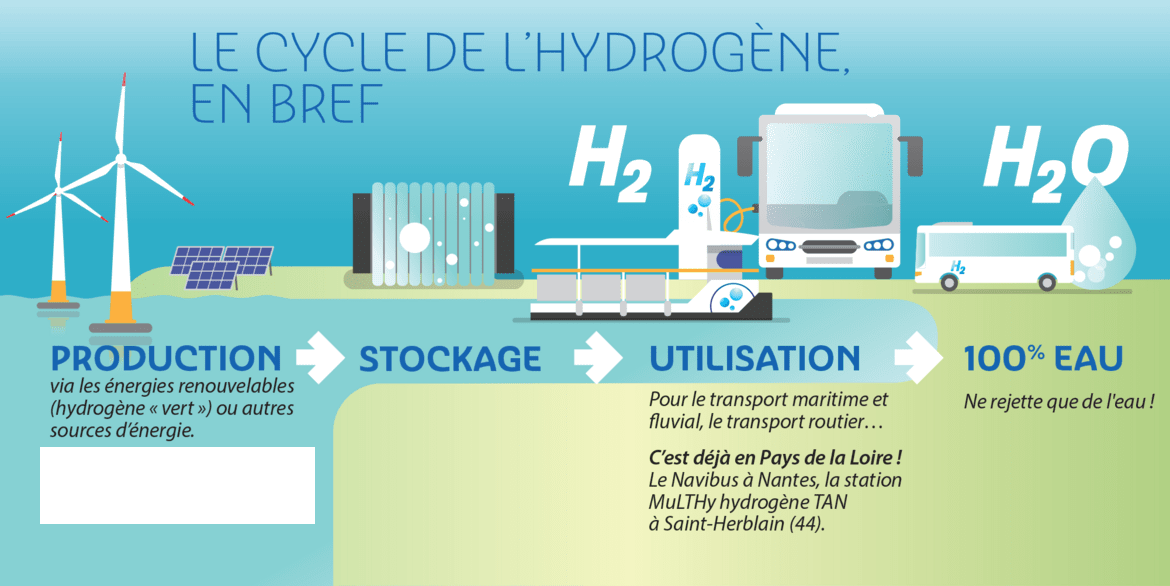 LE CYCLE DE L'HYDROGÈNE,
EN BREF
H2
H2
H2O
H2
PRODUCTION
via les énergies renouvelables
(hydrogène « vert ») ou autres
sources d'énergie.
STOCKAGE
UTILISATION
Pour le transport maritime et
fluvial, le transport routier…
C'est déjà en Pays de la Loire !
Le Navibus à Nantes, la station
MuLTHy hydrogène TAN
à Saint-Herblain (44).
100% EAU
Ne rejette que de l'eau !